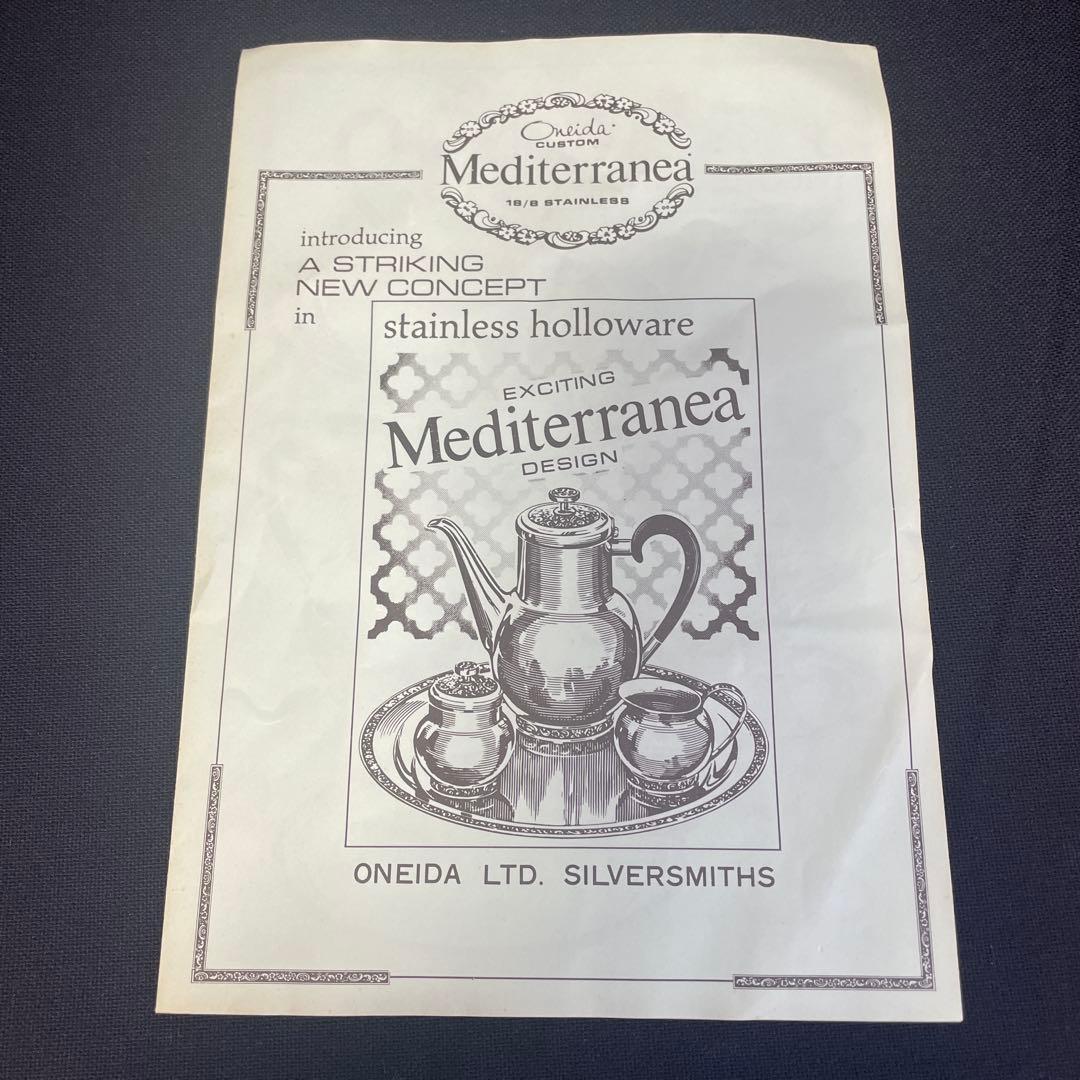 Oneida
CUSTOM
Mediterranea
18/8 STAINLESS
introducing
A STRIKING
NEW CONCEPT
in
stainless holloware
EXCITING
Mediterranea
DESIGN
ONEIDA LTD. SILVERSMITHS